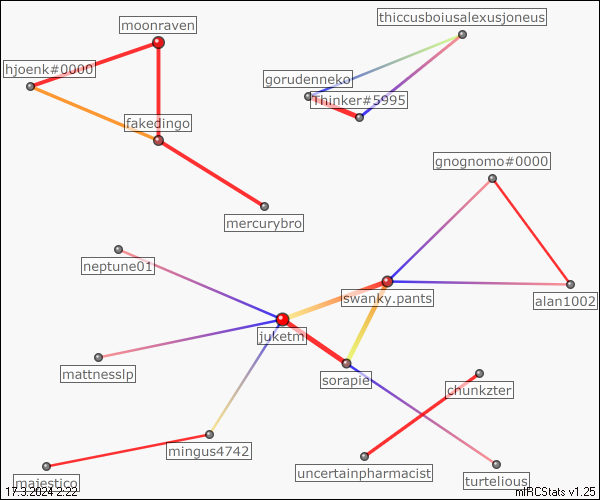 thiccusboiusalexusjoneus
moonraven
hjoenk#0000
gorudenneko
Thinker#5995
fakedingo
gnognomo#0000
mercurybro
neptune01
swanky.pants
alan1002
juketm
mattnesslp
sorapie
chunkzter
mingus4742
uncertainpharmacist
majestico
turtelious
17.3.2024 2:22
mIRCStats v1.25